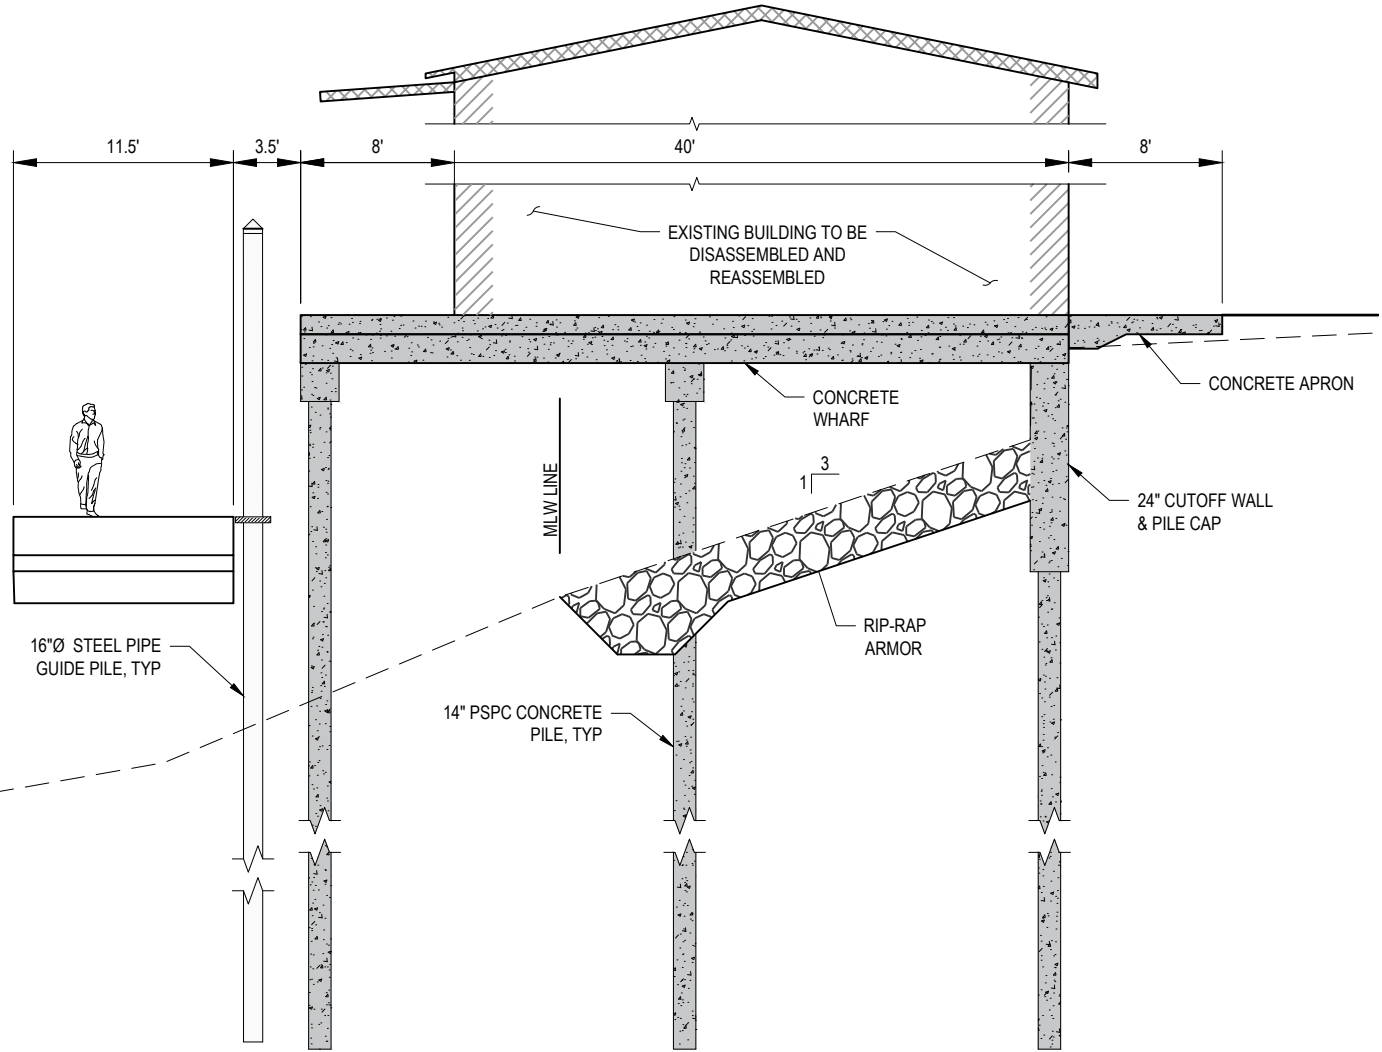 11.5'
3.5'
8'
40'
8'
EXISTING BUILDING TO BE
DISASSEMBLED AND
REASSEMBLED
CONCRETE APRON
CONCRETE
WHARF
MLW LINE
3
1
24" CUTOFF WALL
& PILE CAP
16"Ø STEEL PIPE
GUIDE PILE, TYP
RIP-RAP
ARMOR
14" PSPC CONCRETE
PILE, TYP